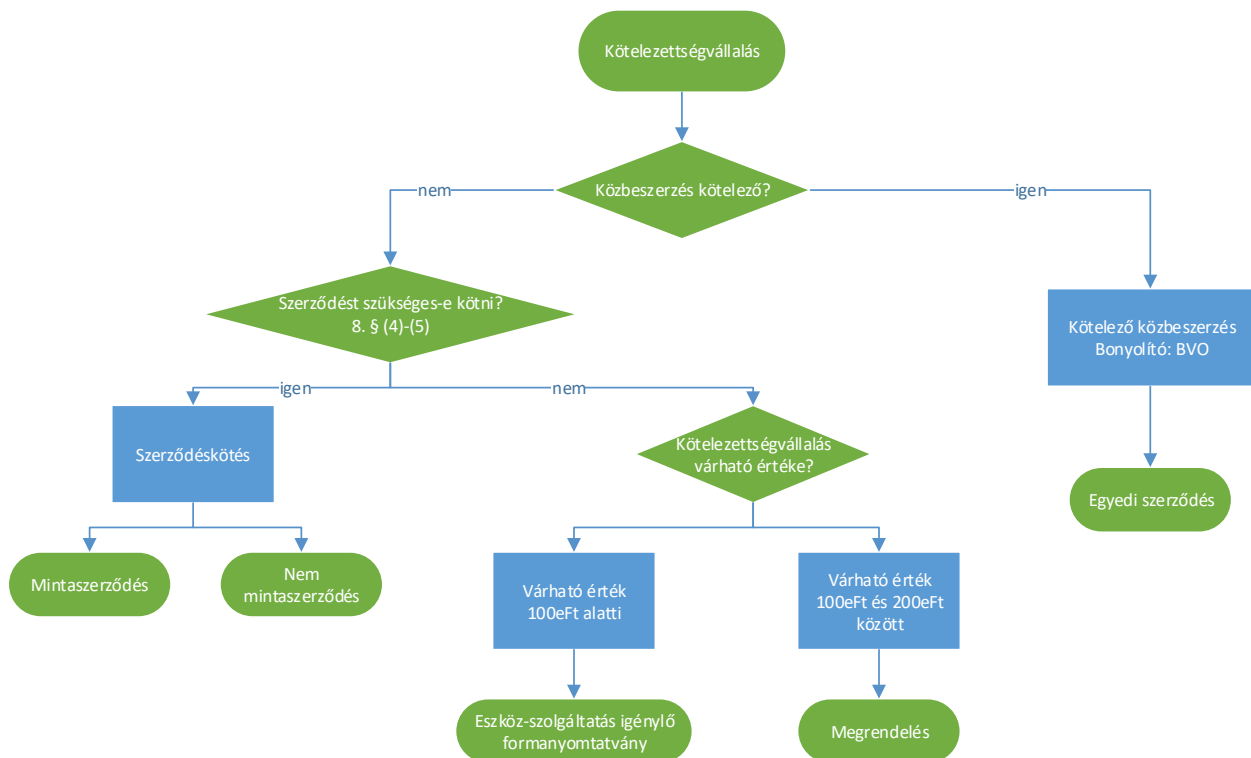 Kötelezettségvállalás
Közbeszerzés kötelező?
nem
igen
Szerződést szükséges-e kötni?
8. § (4)-(5)
Kötelező közbeszerzés
Bonyolító: BVO
igen
nem
Szerződéskötés
Kötelezettségvállalás
várható értéke?
Egyedi szerződés
Mintaszerződés
Nem
mintaszerződés
Várható érték
100eFt alatti
Várható érték
100eFt és 200eFt
között
Eszköz-szolgáltatás igénylő
formanyomtatvány
Megrendelés